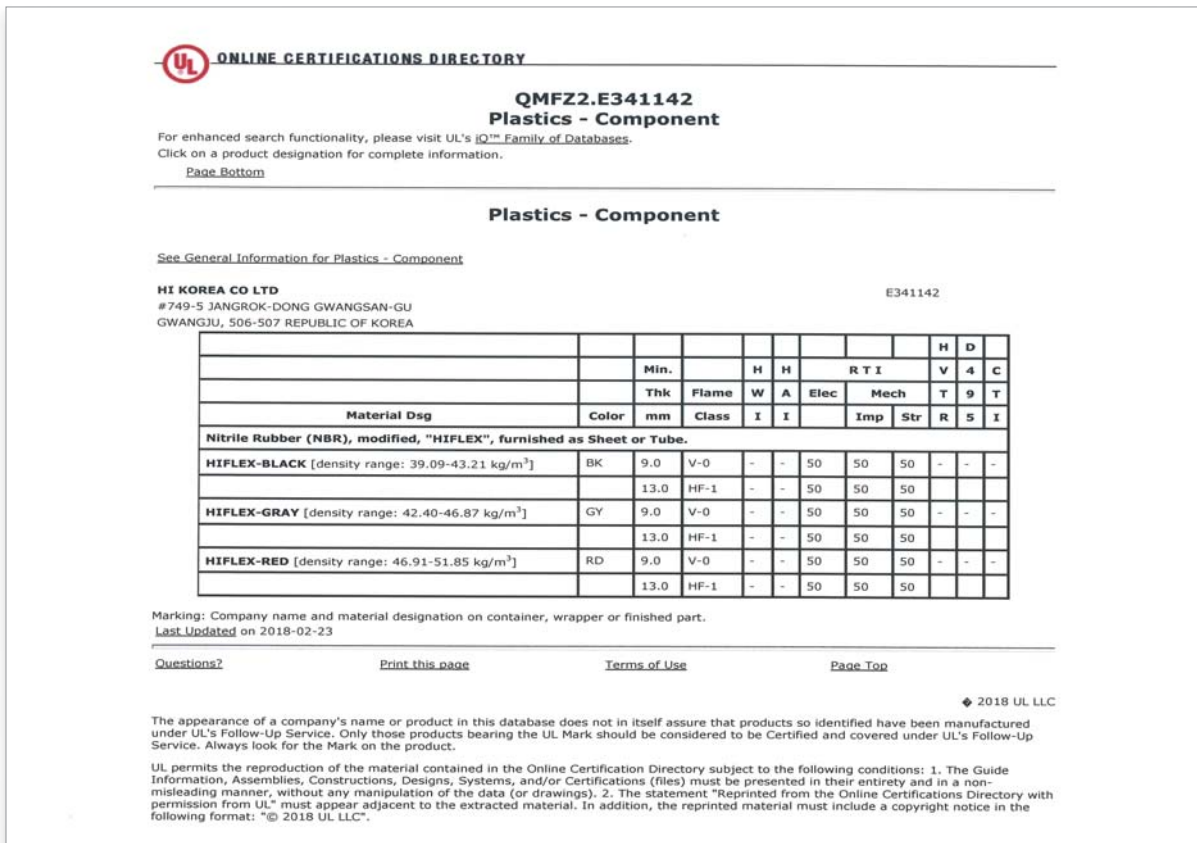 UL ONLINE CERTIFICATIONS DIRECTORY
QMFZ2.E341142
Plastics - Component
For enhanced search functionality, please visit UL's iQ™ Family of Databases.
Click on a product designation for complete information.
Page Bottom
Plastics - Component
See General Information for Plastics - Component
HI KOREA CO LTD E341142
#749-5 JANGROK-DONG GWANGSAN-GU
GWANGJU, 506-507 REPUBLIC OF KOREA
H D
Min. H H R T I V 4 C
Thk Flame W A Elec Mech T 9 T
Material Dsg Color mm Class I I Imp Str R 5 I
Nitrile Rubber (NBR), modified, "HIFLEX", furnished as Sheet or Tube.
HIFLEX-BLACK [density range: 39.09-43.21 kg/m³] BK 9.0 V-0 - - 50 50 50 - - -
13.0 HF-1 - - 50 50 50
HIFLEX-GRAY [density range: 42.40-46.87 kg/m³] GY 9.0 V-0 - - 50 50 50 - - -
13.0 HF-1 - - 50 50 50
HIFLEX-RED [density range: 46.91-51.85 kg/m³] RD 9.0 V-0 - - 50 50 50 - - -
13.0 HF-1 - - 50 50 50
Marking: Company name and material designation on container, wrapper or finished part.
Last Updated on 2018-02-23
Questions? Print this page Terms of Use Page Top
� 2018 UL LLC
The appearance of a company's name or product in this database does not in itself assure that products so identified have been manufactured
under UL's Follow-Up Service. Only those products bearing the UL Mark should be considered to be Certified and covered under UL's Follow-Up
Service. Always look for the Mark on the product.
UL permits the reproduction of the material contained in the Online Certification Directory subject to the following conditions: 1. The Guide
Information, Assemblies, Constructions, Designs, Systems, and/or Certifications (files) must be presented in their entirety and in a non-
misleading manner, without any manipulation of the data (or drawings). 2. The statement "Reprinted from the Online Certifications Directory with
permission from UL" must appear adjacent to the extracted material. In addition, the reprinted material must include a copyright notice in the
following format: "© 2018 UL LLC".